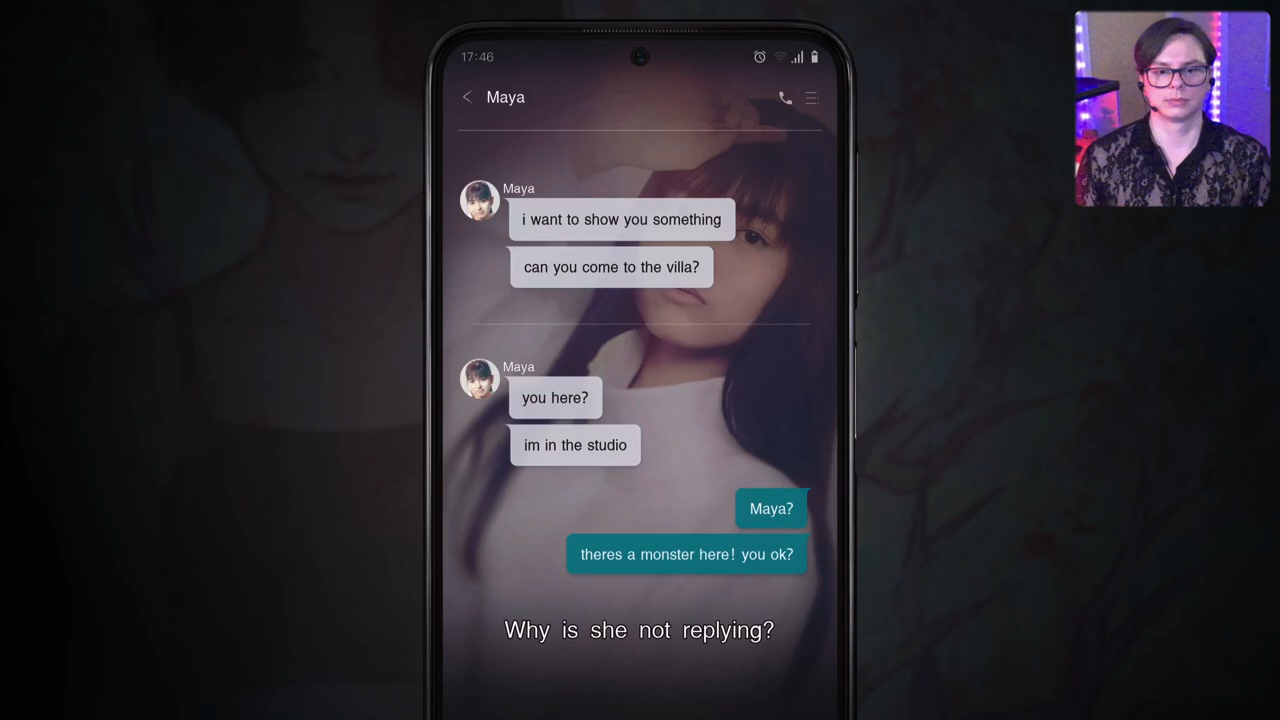 17:46
Maya
Maya
i want to show you something
can you come to the villa?
Maya
you here?
im in the studio
Maya?
theres a monster here! you ok?
Why is she not replying?